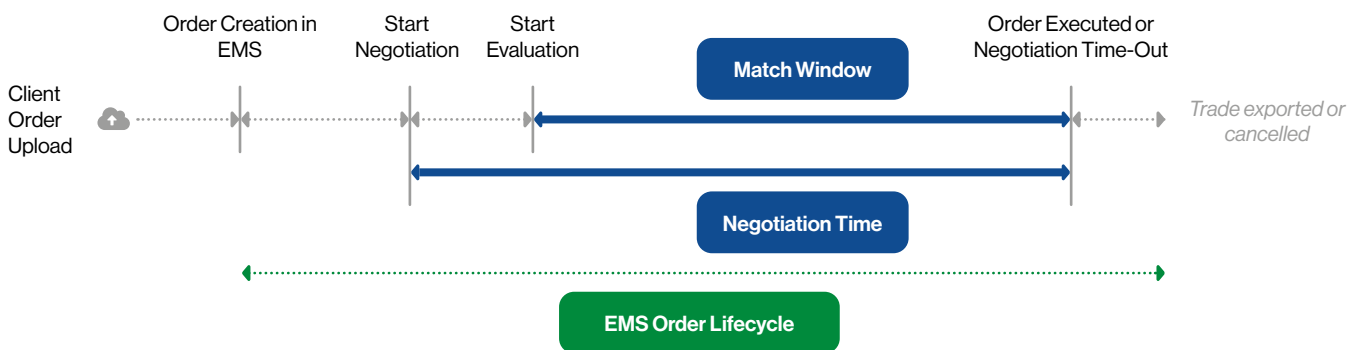 Order Creation in
EMS
Start
Negotiation
Start
Evaluation
Order Executed or
Negotiation Time-Out
Match Window
Client
Order
Upload
Trade exported or
cancelled
Negotiation Time
EMS Order Lifecycle